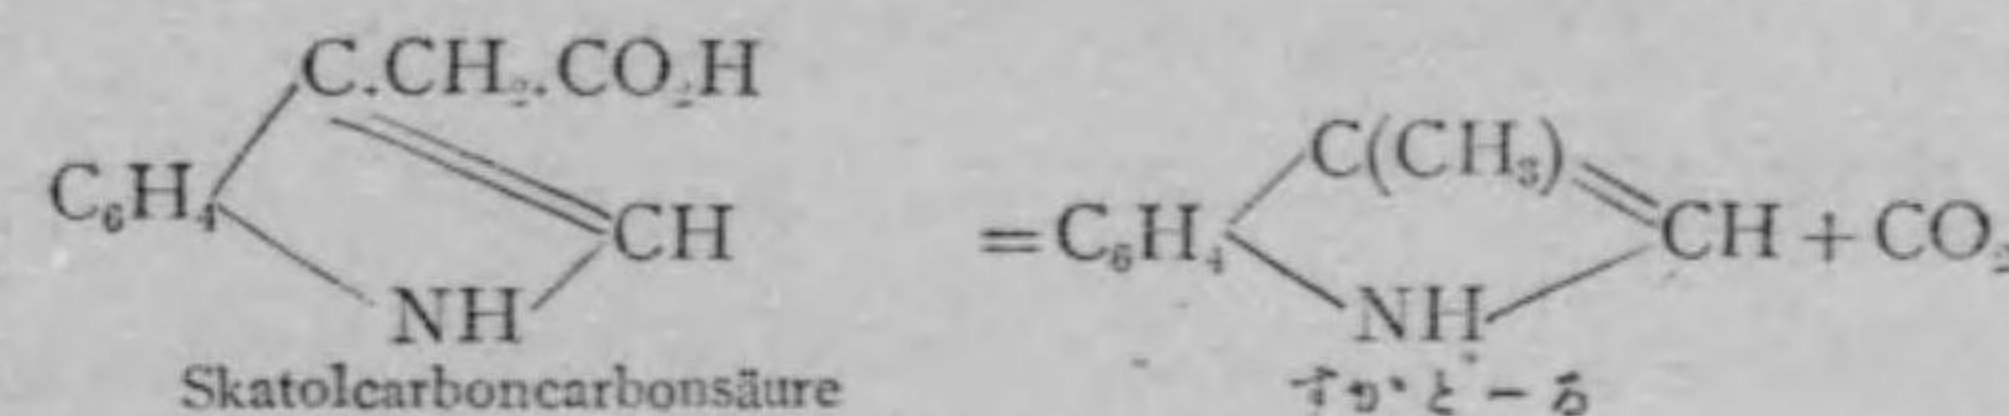 C.CH₂.CO₂H
C(CH₃)
C₆H₄ CH =C₆H₄ CH+CO₂
NH NH
Skatolcarboncarbonsäure すかとーる